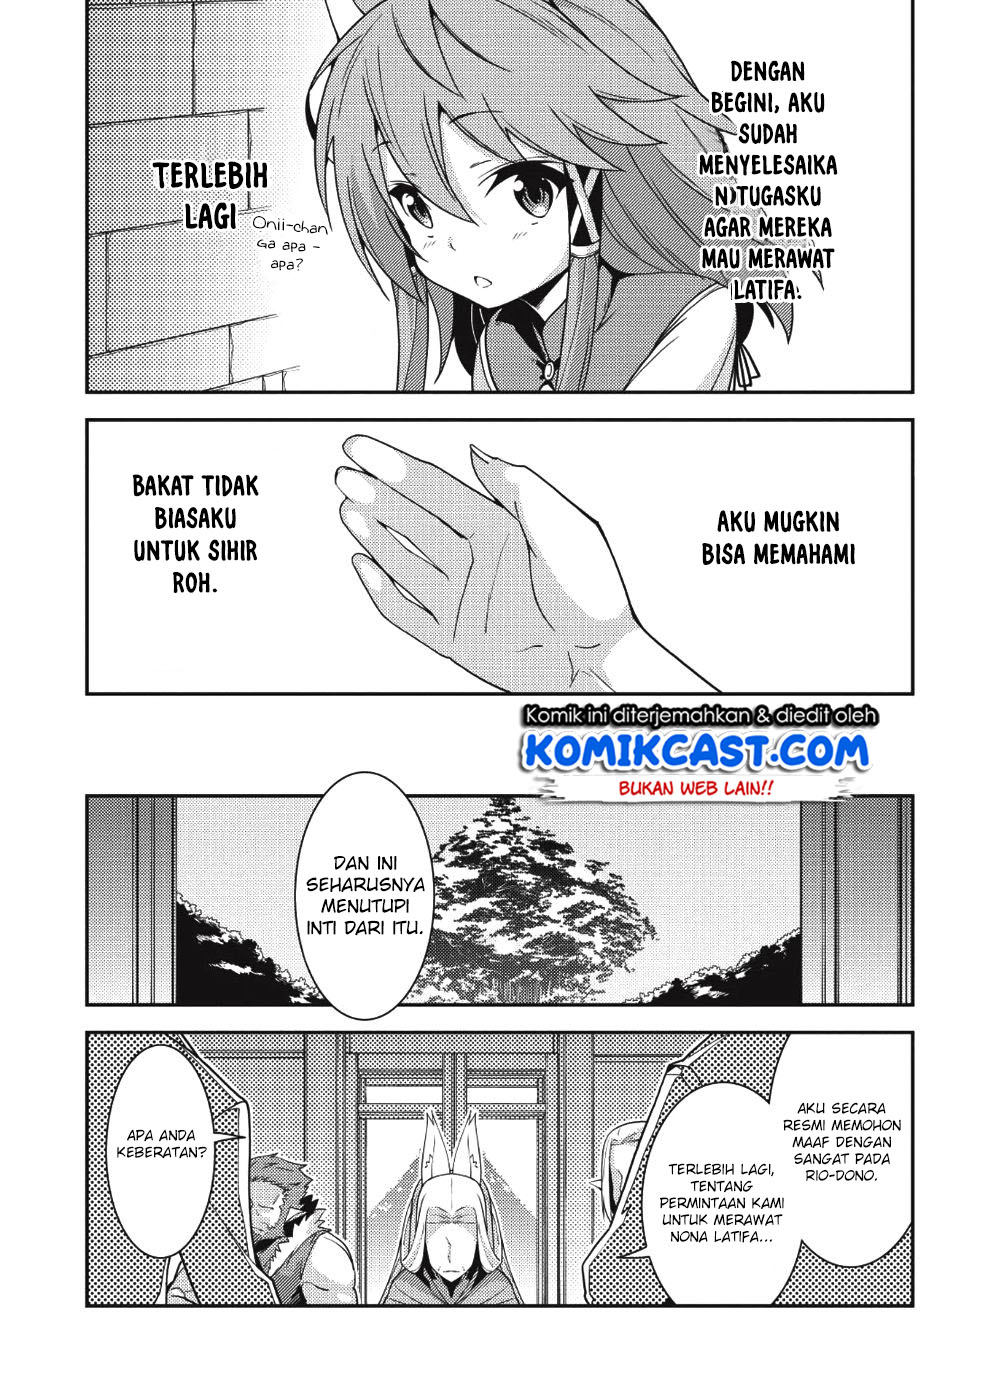 DENGAN
BEGINI, AKU
SUDAH
MENYELESAIKA
N TUGASKU
AGAR MEREKA
MAU MERAWAT
LATIFA.
TERLEBIH
LAGI
Onii-chan
Ga apa -
apa?
AKU MUGKIN
BISA MEMAHAMI
BAKAT TIDAK
BIASAKU
UNTUK SIHIR
ROH.
Komik ini diterjemahkan & diedit oleh
KOMIKCAST.COM
BUKAN WEB LAIN!!
DAN INI
SEHARUSNYA
MENUTUPI
INTI DARI ITU.
AKU SECARA
RESMI MEMOHON
MAAF DENGAN
SANGAT PADA
RIO-DONO.
TERLEBIH LAGI,
TENTANG
PERMINTAAN KAMI
UNTUK MERAWAT
NONA LATIFA...
APA ANDA
KEBERATAN?